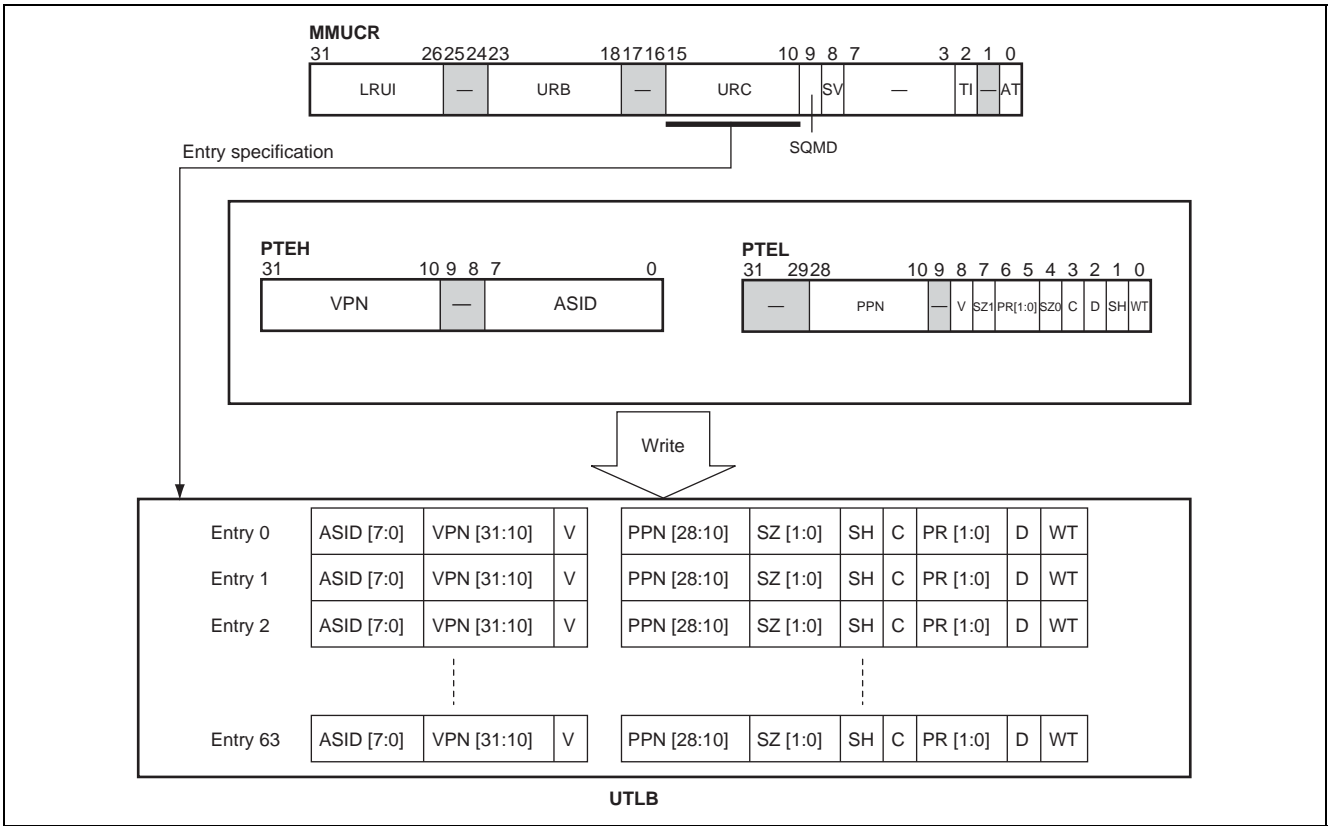 MMUCR
31 26 25 24 23 18 17 16 15 10 9 8 7 3 2 1 0
LRUI — URB — URC SV — TI — AT
SQMD
Entry specification
PTEH
31 10 9 8 7 0
VPN — ASID
PTEL
31 29 28 10 9 8 7 6 5 4 3 2 1 0
— PPN — V SZ1 PR[1:0] SZ0 C D SH WT
Write
Entry 0 ASID [7:0] VPN [31:10] V PPN [28:10] SZ [1:0] SH C PR [1:0] D WT
Entry 1 ASID [7:0] VPN [31:10] V PPN [28:10] SZ [1:0] SH C PR [1:0] D WT
Entry 2 ASID [7:0] VPN [31:10] V PPN [28:10] SZ [1:0] SH C PR [1:0] D WT
Entry 63 ASID [7:0] VPN [31:10] V PPN [28:10] SZ [1:0] SH C PR [1:0] D WT
UTLB